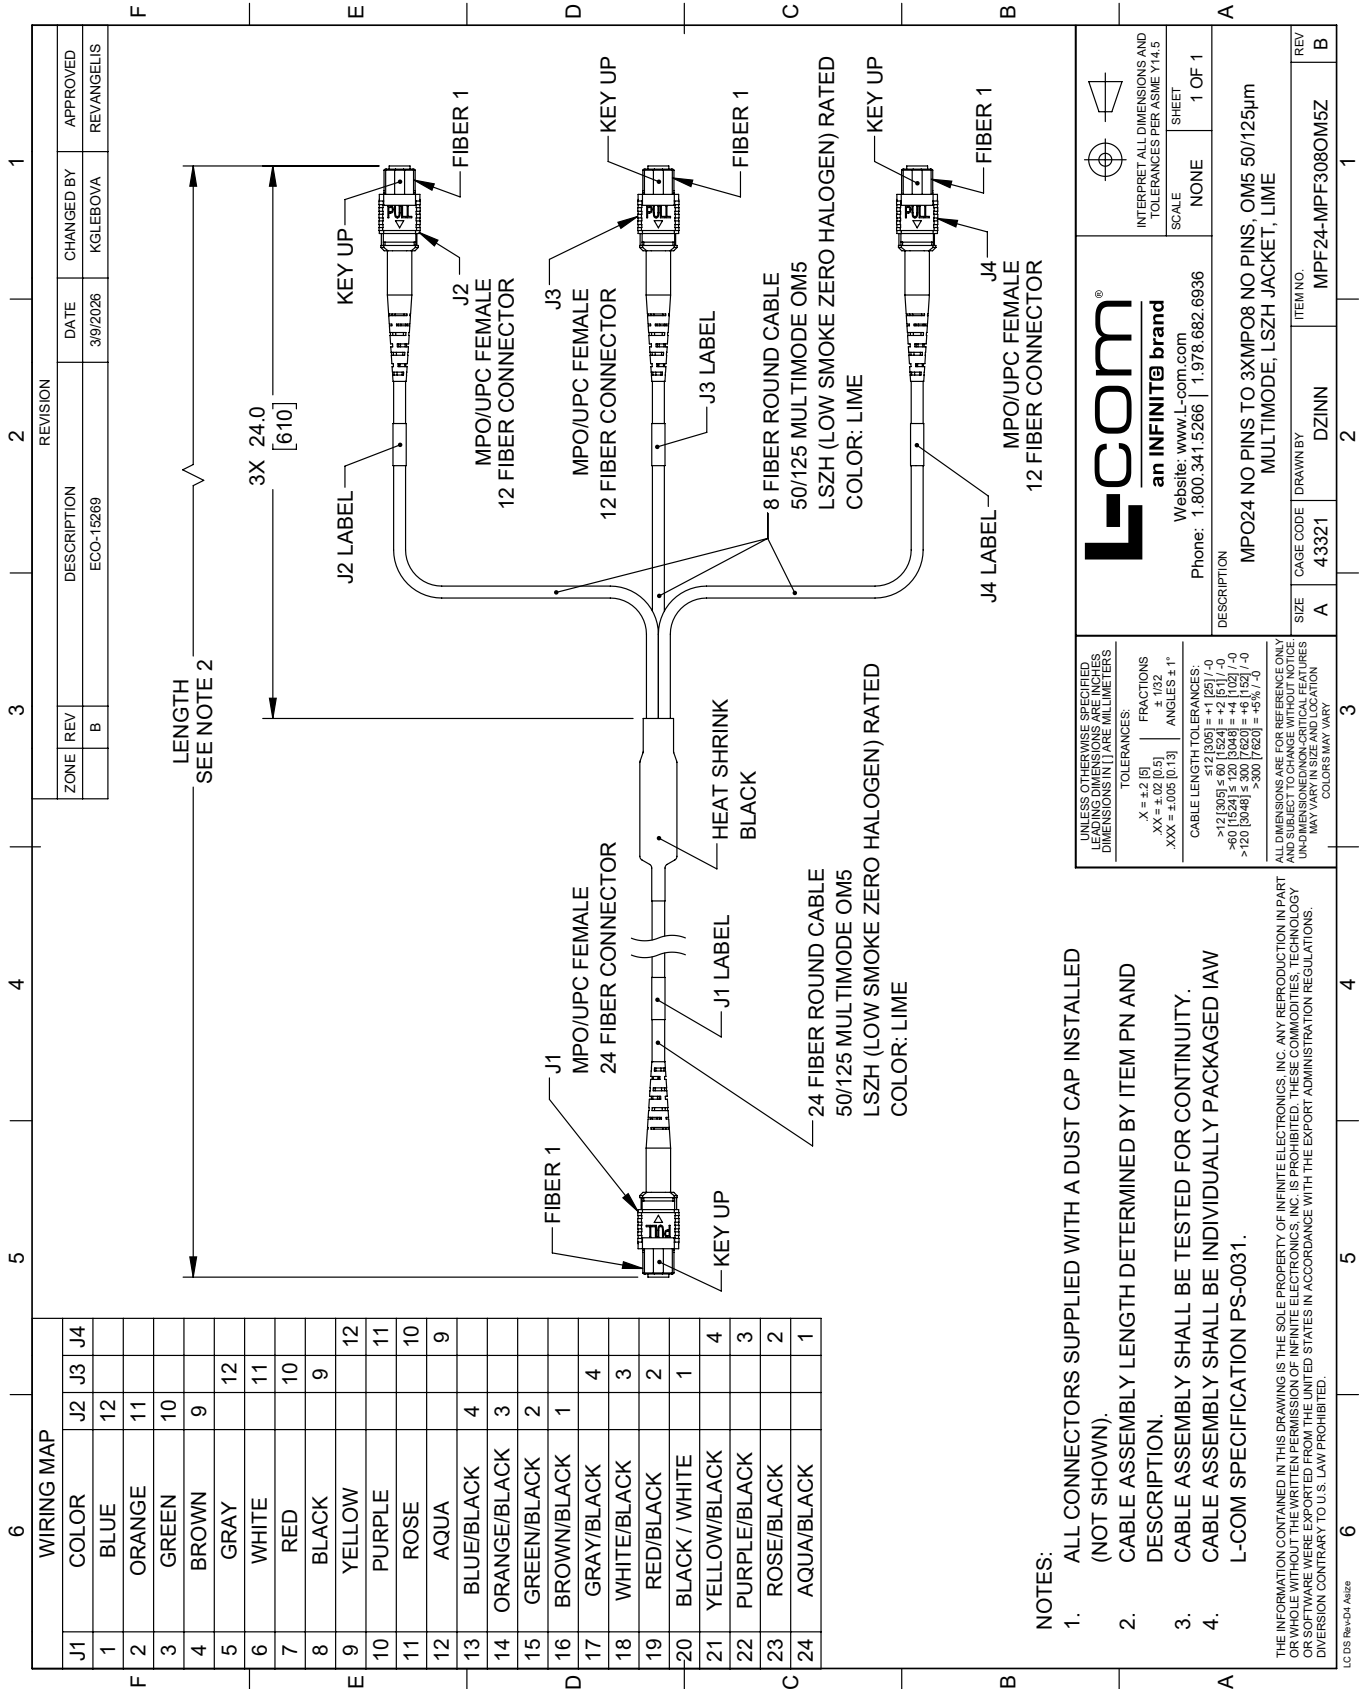 6 5 4 3 2 1
F E D C B A
WIRING MAP
J1 COLOR J2 J3 J4
1 BLUE 12
2 ORANGE 11
3 GREEN 10
4 BROWN 9
5 GRAY 12
6 WHITE 11
7 RED 10
8 BLACK 9
9 YELLOW 12
10 PURPLE 11
11 ROSE 10
12 AQUA 9
13 BLUE/BLACK 4
14 ORANGE/BLACK 3
15 GREEN/BLACK 2
16 BROWN/BLACK 1
17 GRAY/BLACK 4
18 WHITE/BLACK 3
19 RED/BLACK 2
20 BLACK / WHITE 1
21 YELLOW/BLACK 4
22 PURPLE/BLACK 3
23 ROSE/BLACK 2
24 AQUA/BLACK 1
REVISION
ZONE REV DESCRIPTION DATE CHANGED BY APPROVED
B ECO-15269 3/9/2026 KGLEBOVA REVANGELIS
LENGTH
SEE NOTE 2
3X 24.0
[610]
FIBER 1
J1
MPO/UPC FEMALE
24 FIBER CONNECTOR
PULL
KEY UP
J1 LABEL
HEAT SHRINK
BLACK
24 FIBER ROUND CABLE
50/125 MULTIMODE OM5
LSZH (LOW SMOKE ZERO HALOGEN) RATED
COLOR: LIME
J2 LABEL
KEY UP
PULL
FIBER 1
J2
MPO/UPC FEMALE
12 FIBER CONNECTOR
J3
MPO/UPC FEMALE
12 FIBER CONNECTOR
KEY UP
PULL
FIBER 1
J3 LABEL
8 FIBER ROUND CABLE
50/125 MULTIMODE OM5
LSZH (LOW SMOKE ZERO HALOGEN) RATED
COLOR: LIME
KEY UP
PULL
FIBER 1
J4
MPO/UPC FEMALE
12 FIBER CONNECTOR
J4 LABEL
NOTES:
1. ALL CONNECTORS SUPPLIED WITH A DUST CAP INSTALLED
(NOT SHOWN).
2. CABLE ASSEMBLY LENGTH DETERMINED BY ITEM PN AND
DESCRIPTION.
3. CABLE ASSEMBLY SHALL BE TESTED FOR CONTINUITY.
4. CABLE ASSEMBLY SHALL BE INDIVIDUALLY PACKAGED IAW
L-COM SPECIFICATION PS-0031.
THE INFORMATION CONTAINED IN THIS DRAWING IS THE SOLE PROPERTY OF INFINITE ELECTRONICS, INC. ANY REPRODUCTION IN PART
OR WHOLE WITHOUT THE WRITTEN PERMISSION OF INFINITE ELECTRONICS, INC. IS PROHIBITED. THESE COMMODITIES, TECHNOLOGY
OR SOFTWARE WERE EXPORTED FROM THE UNITED STATES IN ACCORDANCE WITH THE EXPORT ADMINISTRATION REGULATIONS.
DIVERSION CONTRARY TO U.S. LAW PROHIBITED.
UNLESS OTHERWISE SPECIFIED
LEADING DIMENSIONS ARE INCHES
DIMENSIONS IN [ ] ARE MILLIMETERS
TOLERANCES:
.X = ±.2 [5] FRACTIONS
.XX = ±.02 [0.5] ± 1/32
.XXX = ±.005 [0.13] ANGLES ± 1°
CABLE LENGTH TOLERANCES:
≤12 [305] = +1 [25] / -0
>12 [305] ≤ 60 [1524] = +2 [51] / -0
>60 [1524] ≤ 120 [3048] = +4 [102] / -0
>120 [3048] ≤ 300 [7620] = +6 [152] / -0
>300 [7620] = +5% / -0
ALL DIMENSIONS ARE FOR REFERENCE ONLY
AND SUBJECT TO CHANGE WITHOUT NOTICE.
UN-DIMENSIONED/NON-CRITICAL FEATURES
MAY VARY IN SIZE AND LOCATION
COLORS MAY VARY
L-com®
an INFINIT℮ brand
Website: www.L-com.com
Phone: 1.800.341.5266 | 1.978.682.6936
INTERPRET ALL DIMENSIONS AND
TOLERANCES PER ASME Y14.5
SCALE NONE SHEET 1 OF 1
DESCRIPTION
MPO24 NO PINS TO 3XMPO8 NO PINS, OM5 50/125µm
MULTIMODE, LSZH JACKET, LIME
SIZE CAGE CODE DRAWN BY ITEM NO. REV
A 43321 DZINN MPF24-MPF308OM5Z B
F E D C B A
LC DS Rev-D4 Asize
6 5 4 3 2 1